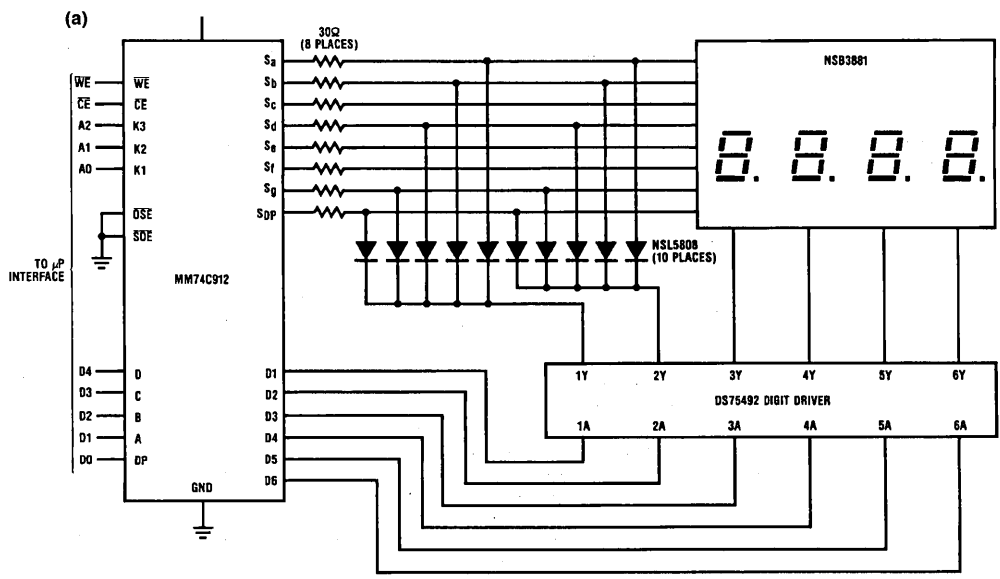 (a)
30Ω
(8 PLACES)
NSB3881
WE
CE
A2
A1
A0
WE
CE
K3
K2
K1
OSE
SDE
TO µP
INTERFACE
MM74C912
Sa
Sb
Sc
Sd
Se
Sf
Sg
SDP
NSL5808
(10 PLACES)
D4
D3
D2
D1
D0
D
C
B
A
DP
GND
D1
D2
D3
D4
D5
D6
1Y 2Y 3Y 4Y 5Y 6Y
DS75492 DIGIT DRIVER
1A 2A 3A 4A 5A 6A